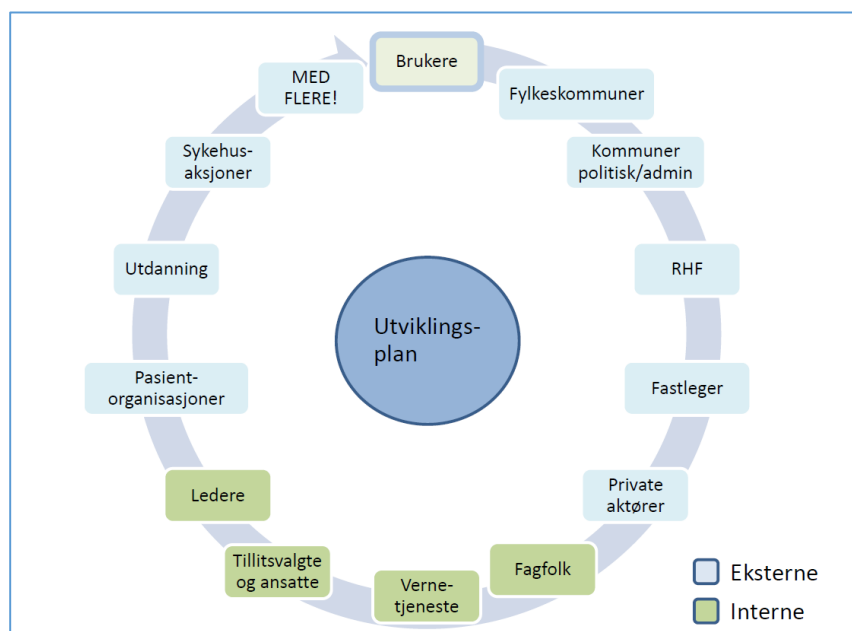 Brukere
Fylkeskommuner
Kommuner
politisk/admin
RHF
Fastleger
Private
aktører
Fagfolk
Verne-
tjeneste
Tillitsvalgte
og ansatte
Ledere
Pasient-
organisasjoner
Utdanning
Sykehus-
aksjoner
MED
FLERE!
Utviklings-
plan
Eksterne
Interne